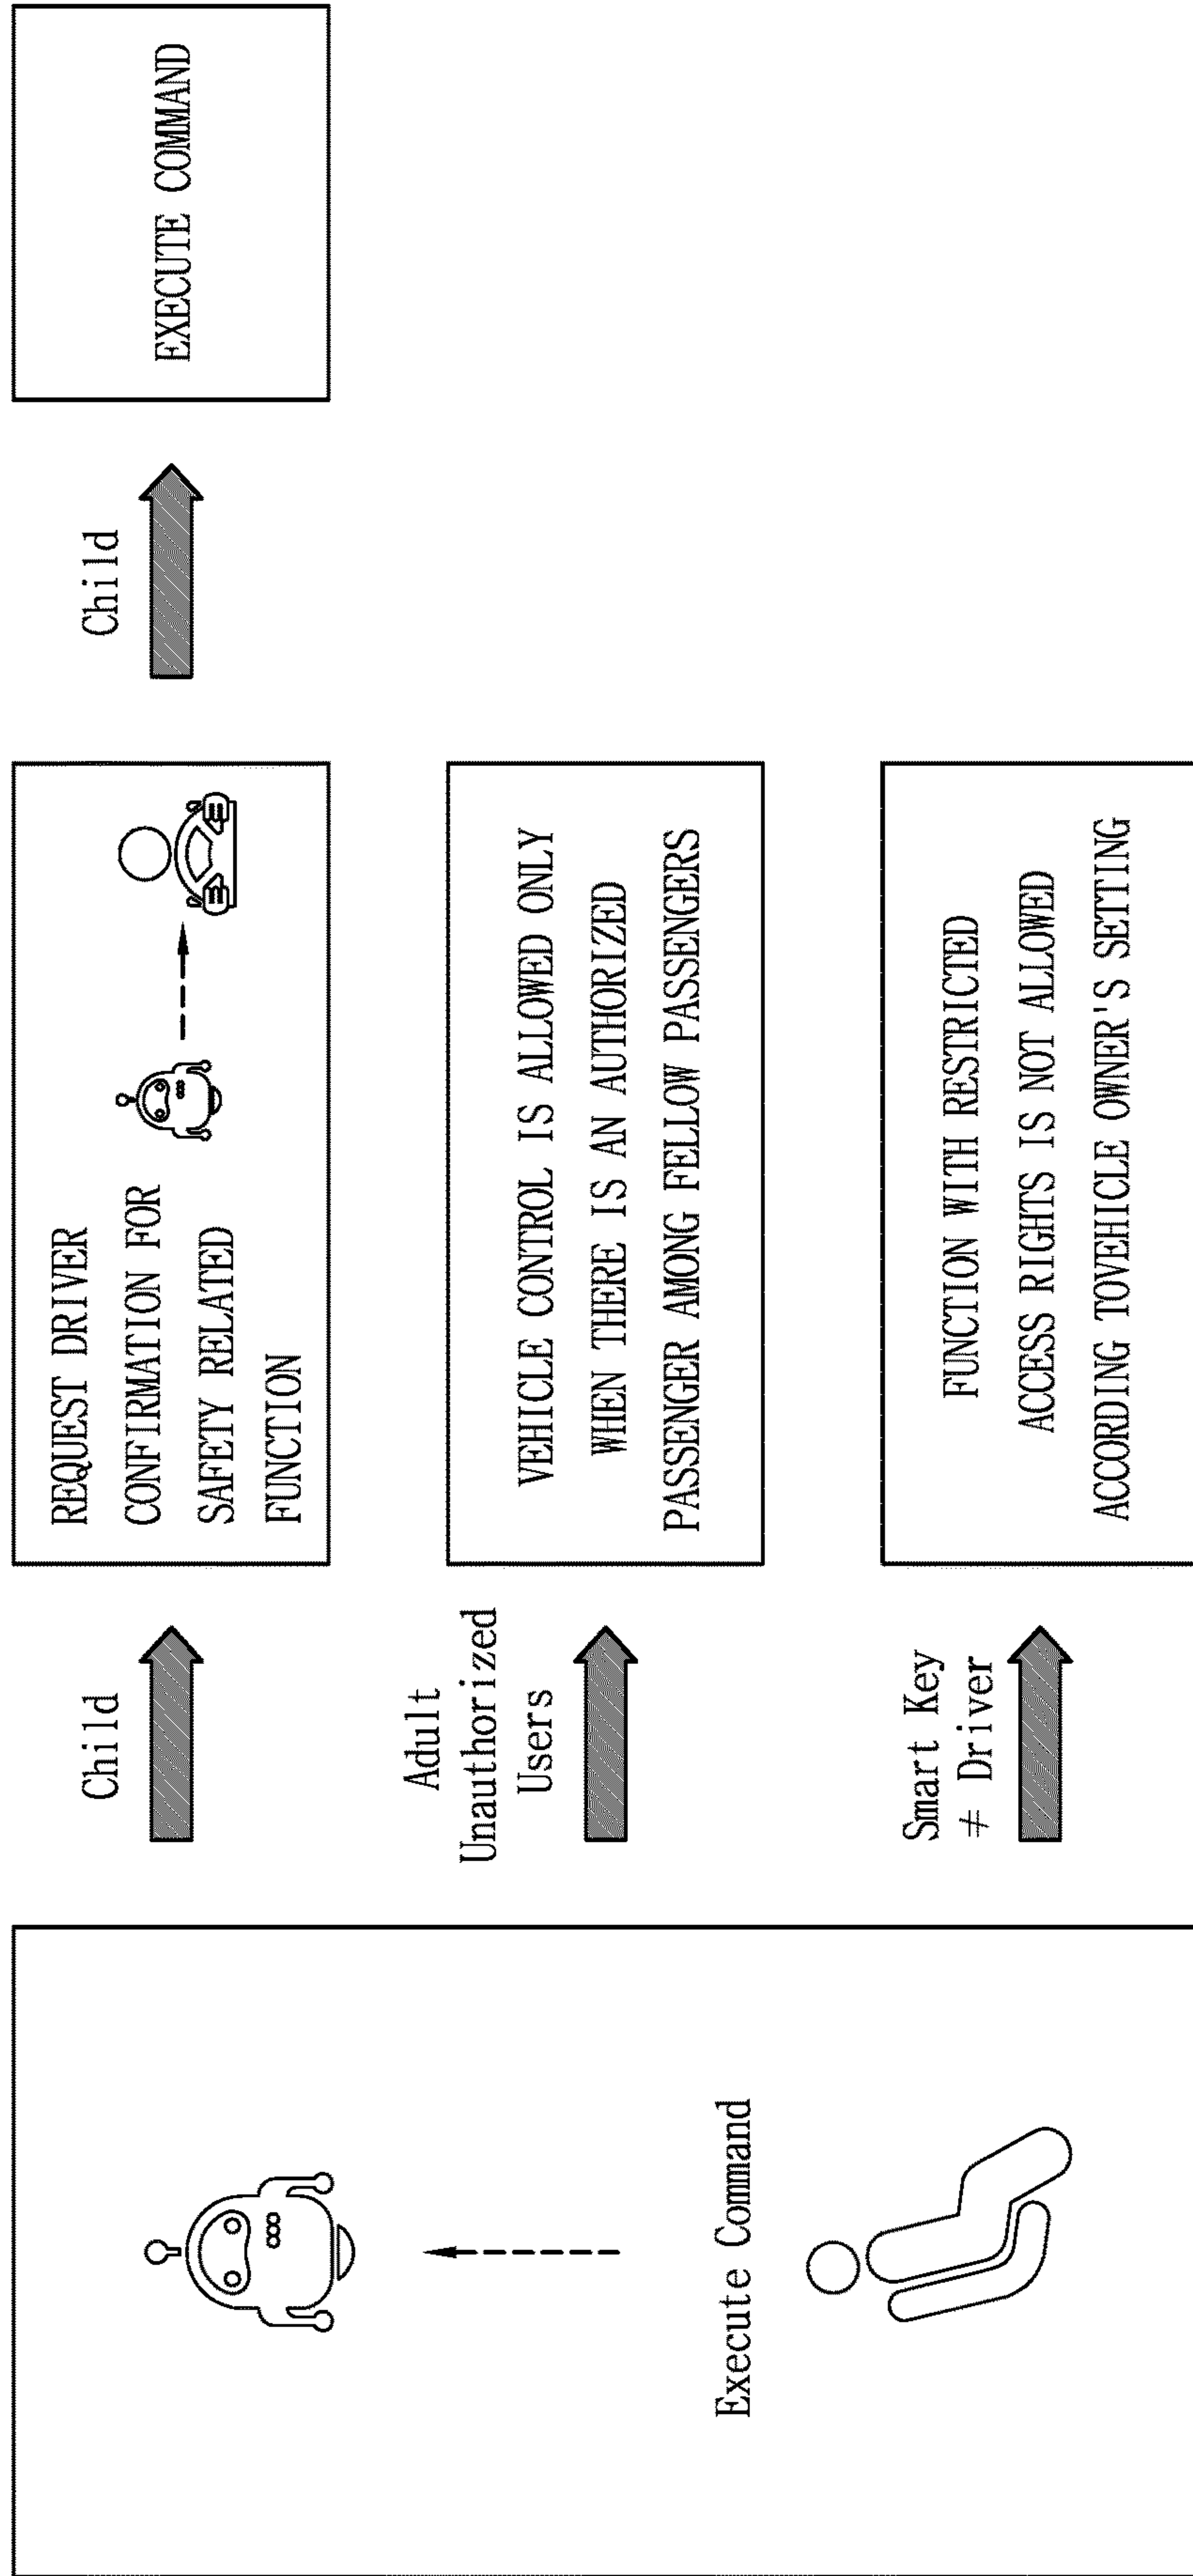 Execute Command
Child
Adult
Unauthorized
Users
Smart Key
≠ Driver
REQUEST DRIVER
CONFIRMATION FOR
SAFETY RELATED
FUNCTION
VEHICLE CONTROL IS ALLOWED ONLY
WHEN THERE IS AN AUTHORIZED
PASSENGER AMONG FELLOW PASSENGERS
FUNCTION WITH RESTRICTED
ACCESS RIGHTS IS NOT ALLOWED
ACCORDING TOVEHICLE OWNER'S SETTING
Child
EXECUTE COMMAND